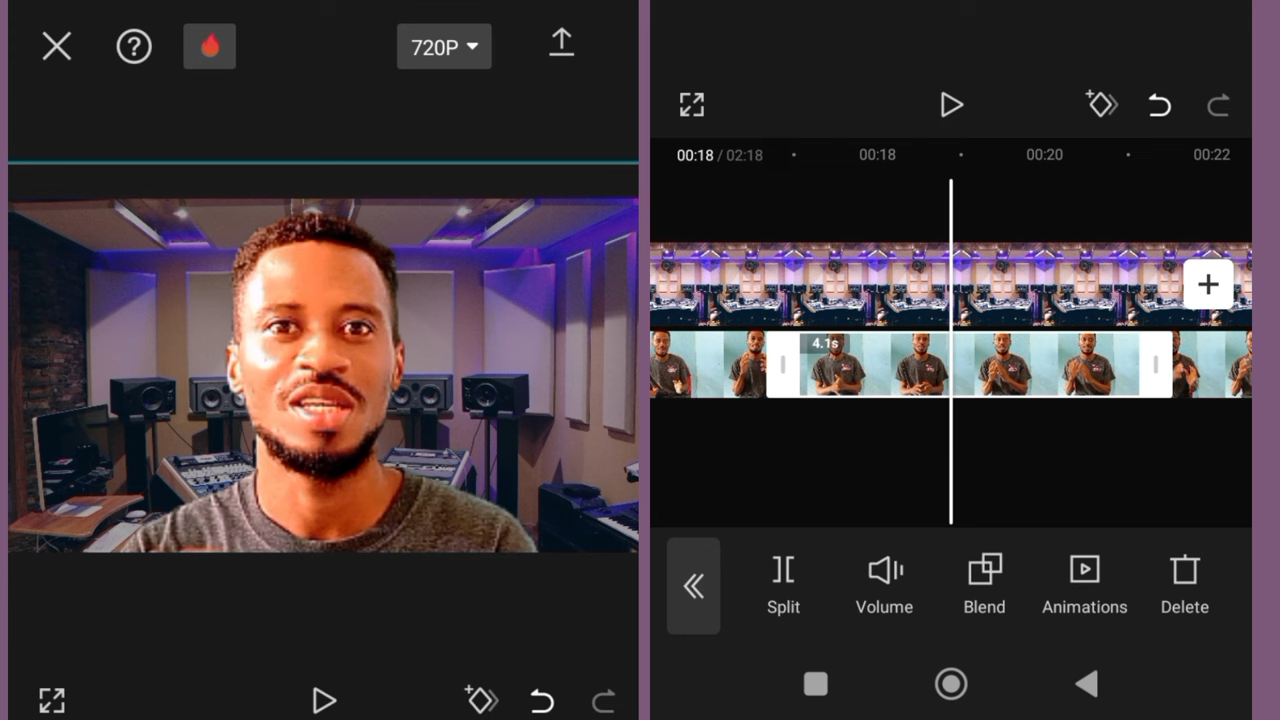 720P
00:18 / 02:18
00:18
00:20
00:22
4.1s
Split
Volume
Blend
Animations
Delete